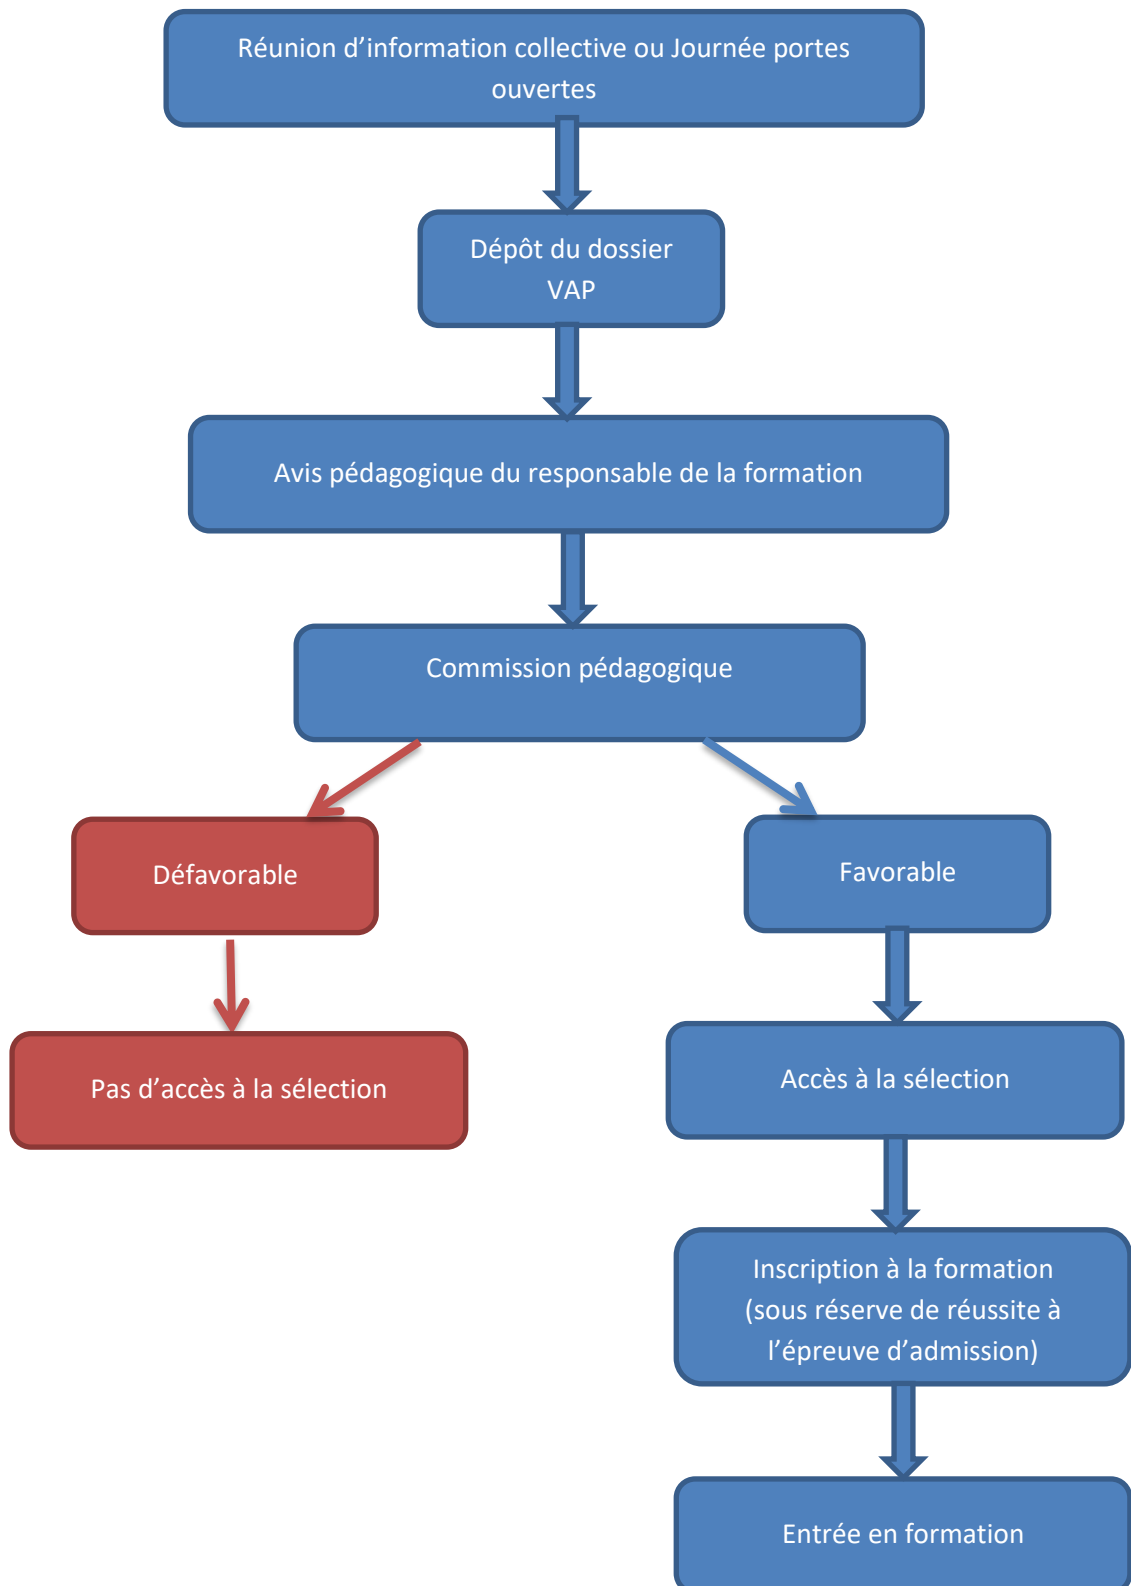 Réunion d’information collective ou Journée portes
ouvertes
Dépôt du dossier
VAP
Avis pédagogique du responsable de la formation
Commission pédagogique
Défavorable
Favorable
Pas d’accès à la sélection
Accès à la sélection
Inscription à la formation
(sous réserve de réussite à
l’épreuve d’admission)
Entrée en formation